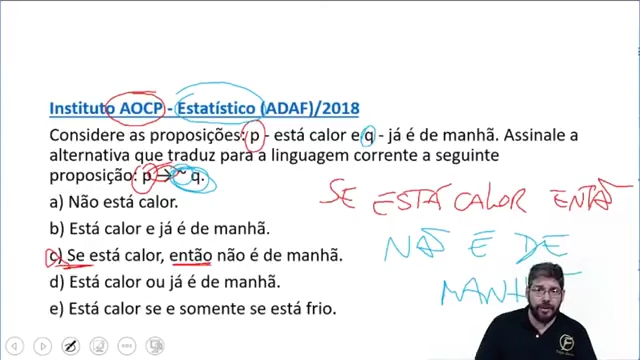 Instituto AOCP - Estatístico (ADAF)/2018
Considere as proposições: p - está calor e q - já é de manhã. Assinale a
alternativa que traduz para a linguagem corrente a seguinte
proposição: p → ~ q.
a) Não está calor.
b) Está calor e já é de manhã.
c) Se está calor, então não é de manhã.
d) Está calor ou já é de manhã.
e) Está calor se e somente se está frio.
SE ESTÁ CALOR ENTÃO
NÃO É DE